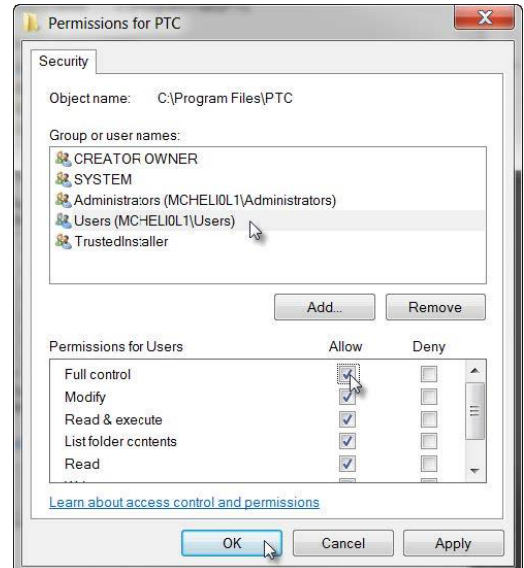 Permissions for PTC
Security
Object name: C:\Program Files\PTC
Group or user names:
CREATOR OWNER
SYSTEM
Administrators (MCHELI0L1\Administrators)
Users (MCHELI0L1\Users)
TrustedInstaller
Add... Remove
Permissions for Users Allow Deny
Full control
Modify
Read & execute
List folder contents
Read
Learn about access control and permissions
OK Cancel Apply